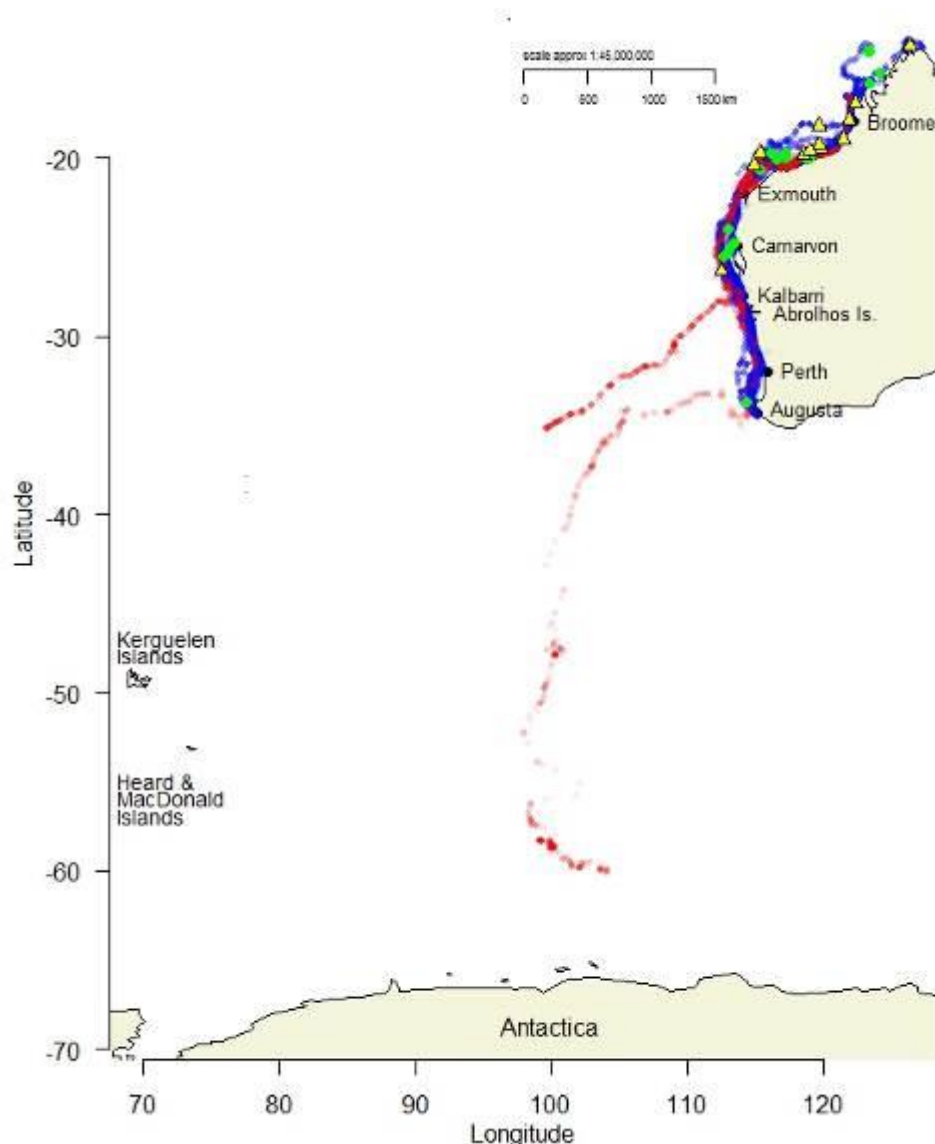 scale approx 1:45,000,000
0 500 1000 1500 km
Broome
-20
Exmouth
Carnarvon
Kalbarri
Abrolhos Is.
-30
Perth
Augusta
Latitude
-40
Kerguelen
Islands
-50
Heard &
MacDonald
Islands
-60
Antactica
-70
70 80 90 100 110 120
Longitude